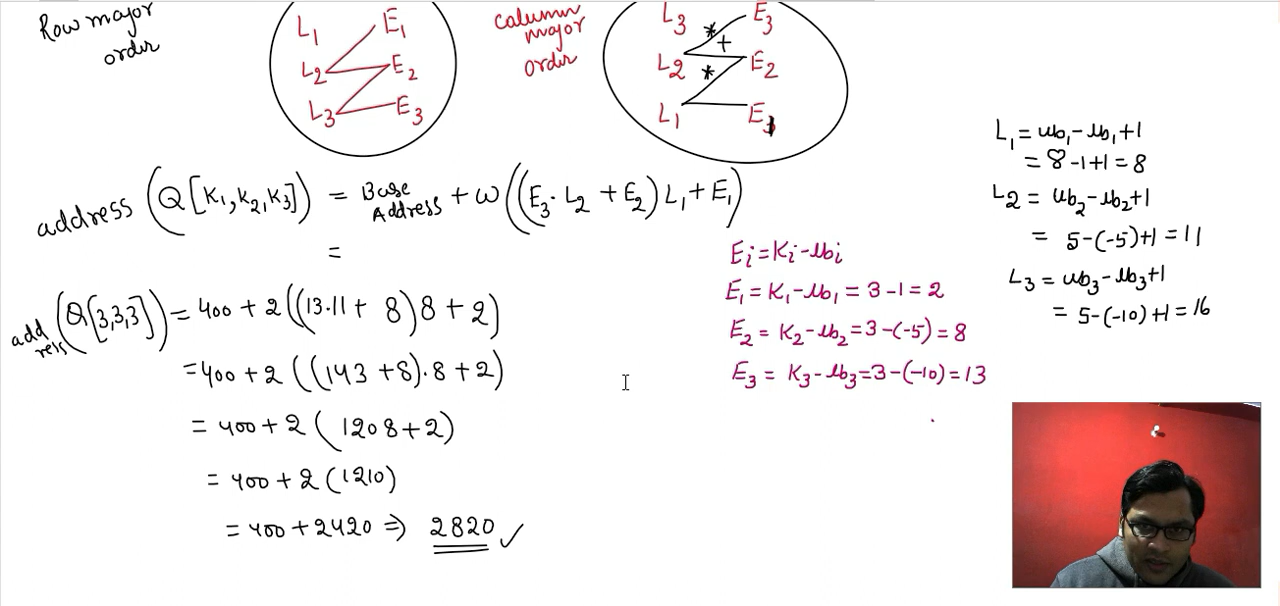 Row major order
L1 E1
L2 E2
L3 E3
Calumn major order
L3 E3
* +
L2 * E2
L1 E1
L1 = ub1 - lb1 + 1
= 8 - 1 + 1 = 8
L2 = ub2 - lb2 + 1
= 5 - (-5) + 1 = 11
L3 = ub3 - lb3 + 1
= 5 - (-10) + 1 = 16
address (Q[K1, K2, K3]) = Base Address + w((E3 · L2 + E2) L1 + E1)
=
Ei = Ki - lbi
E1 = K1 - lb1 = 3 - 1 = 2
E2 = K2 - lb2 = 3 - (-5) = 8
E3 = K3 - lb3 = 3 - (-10) = 13
address (Q[3,3,3]) = 400 + 2((13·11 + 8) 8 + 2)
= 400 + 2((143 + 8)·8 + 2)
= 400 + 2(1208 + 2)
= 400 + 2(1210)
= 400 + 2420 => 2820 ✓